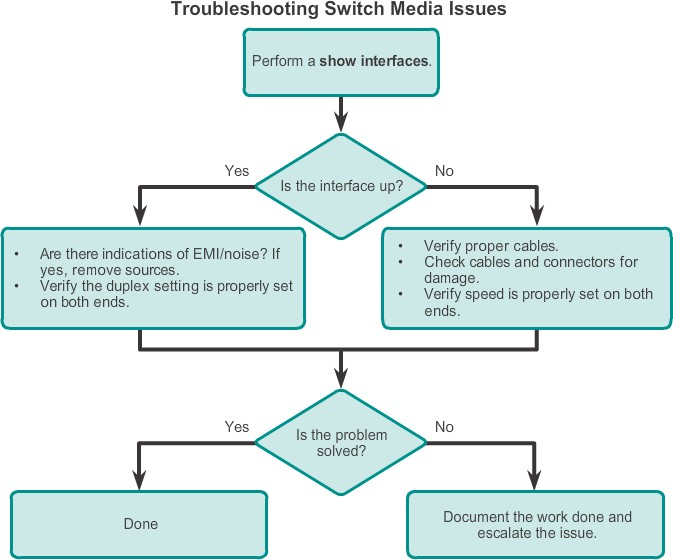 Troubleshooting Switch Media Issues
Perform a show interfaces.
Is the interface up?
Yes
No
• Are there indications of EMI/noise? If
yes, remove sources.
• Verify the duplex setting is properly set
on both ends.
• Verify proper cables.
• Check cables and connectors for
damage.
• Verify speed is properly set on both
ends.
Is the problem
solved?
Yes
No
Done
Document the work done and
escalate the issue.